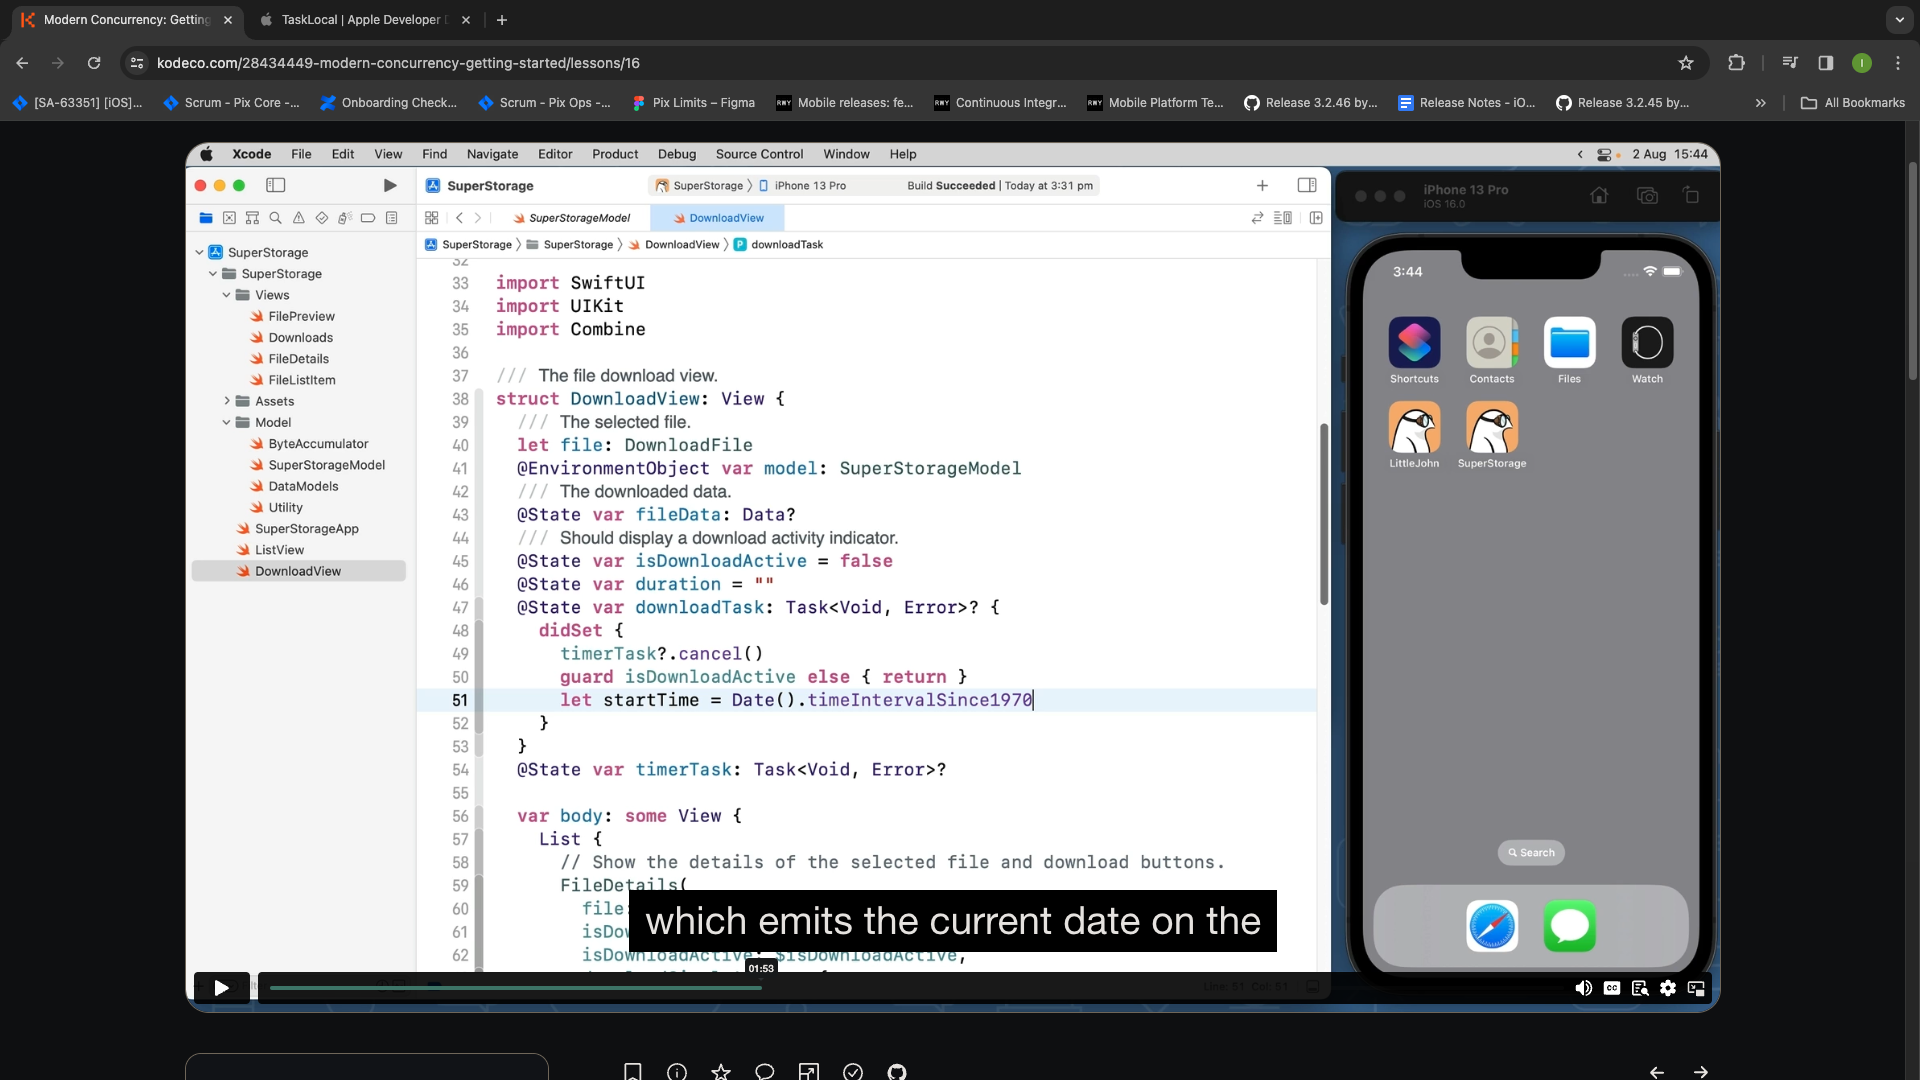 Modern Concurrency: Getting
TaskLocal | Apple Developer
kodeco.com/28434449-modern-concurrency-getting-started/lessons/16
[SA-63351] [iOS]...
Scrum - Pix Core -...
Onboarding Check...
Scrum - Pix Ops -...
Pix Limits – Figma
Mobile releases: fe...
Continuous Integr...
Mobile Platform Te...
Release 3.2.46 by...
Release Notes - iO...
Release 3.2.45 by...
All Bookmarks
Xcode File Edit View Find Navigate Editor Product Debug Source Control Window Help
2 Aug 15:44
SuperStorage
SuperStorage
iPhone 13 Pro
Build Succeeded | Today at 3:31 pm
iPhone 13 Pro
iOS 16.0
SuperStorageModel
DownloadView
SuperStorage
SuperStorage
DownloadView
downloadTask
SuperStorage
SuperStorage
Views
FilePreview
Downloads
FileDetails
FileListItem
Assets
Model
ByteAccumulator
SuperStorageModel
DataModels
Utility
SuperStorageApp
ListView
DownloadView
32
33 import SwiftUI
34 import UIKit
35 import Combine
36
37 /// The file download view.
38 struct DownloadView: View {
39 /// The selected file.
40 let file: DownloadFile
41 @EnvironmentObject var model: SuperStorageModel
42 /// The downloaded data.
43 @State var fileData: Data?
44 /// Should display a download activity indicator.
45 @State var isDownloadActive = false
46 @State var duration = ""
47 @State var downloadTask: Task<Void, Error>? {
48 didSet {
49 timerTask?.cancel()
50 guard isDownloadActive else { return }
51 let startTime = Date().timeIntervalSince1970
52 }
53 }
54 @State var timerTask: Task<Void, Error>?
55
56 var body: some View {
57 List {
58 // Show the details of the selected file and download buttons.
59 FileDetails(
60 file:
61 isDow
62 isDownloadActive: $isDownloadActive,
which emits the current date on the
01:53
Line: 51 Col: 51
3:44
Shortcuts
Contacts
Files
Watch
LittleJohn
SuperStorage
Search
CC